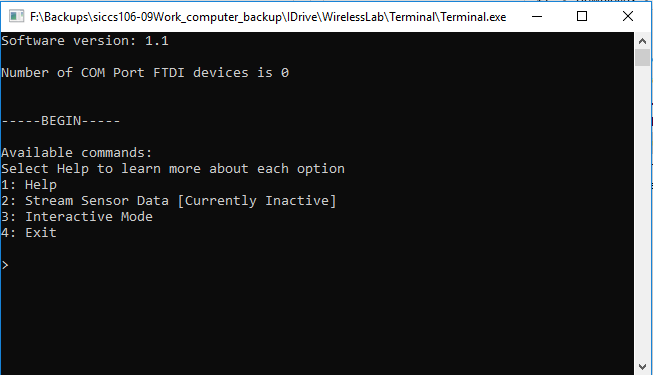 F:\Backups\siccs106-09Work_computer_backup\IDrive\WirelessLab\Terminal\Terminal.exe
Software version: 1.1
Number of COM Port FTDI devices is 0
-----BEGIN-----
Available commands:
Select Help to learn more about each option
1: Help
2: Stream Sensor Data [Currently Inactive]
3: Interactive Mode
4: Exit
>